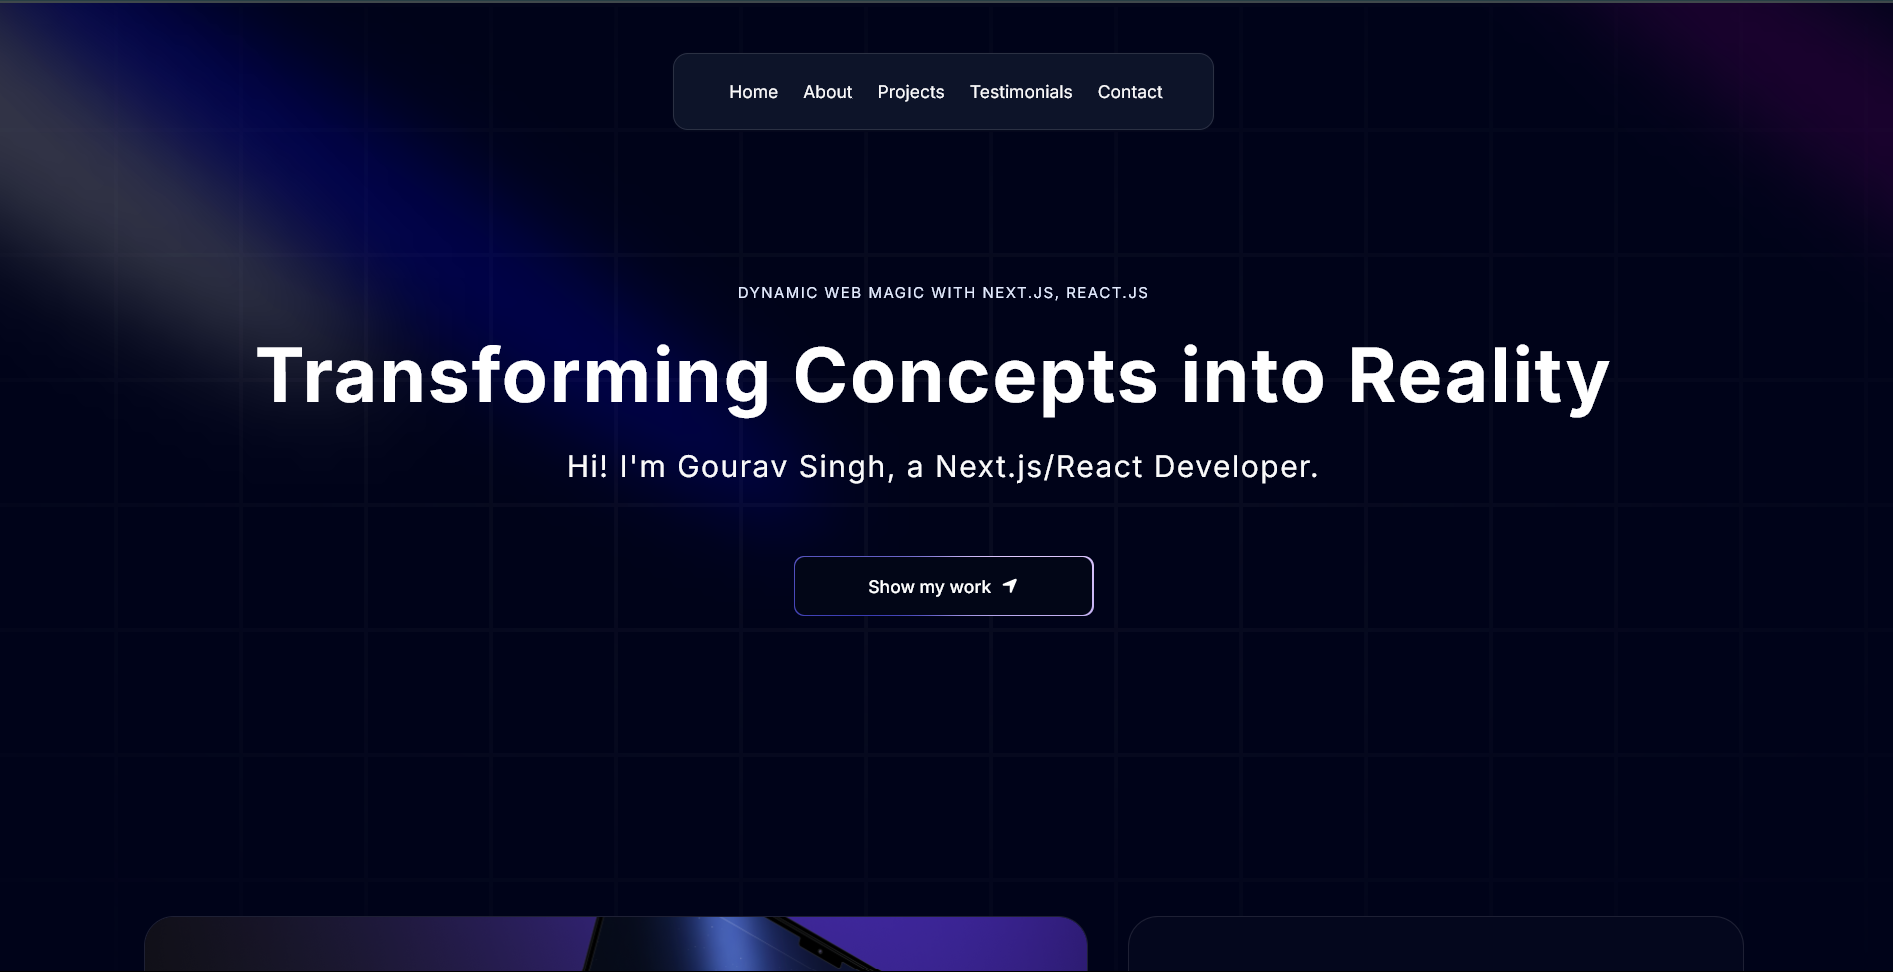 Home About Projects Testimonials Contact
DYNAMIC WEB MAGIC WITH NEXT.JS, REACT.JS
Transforming Concepts into Reality
Hi! I'm Gourav Singh, a Next.js/React Developer.
Show my work